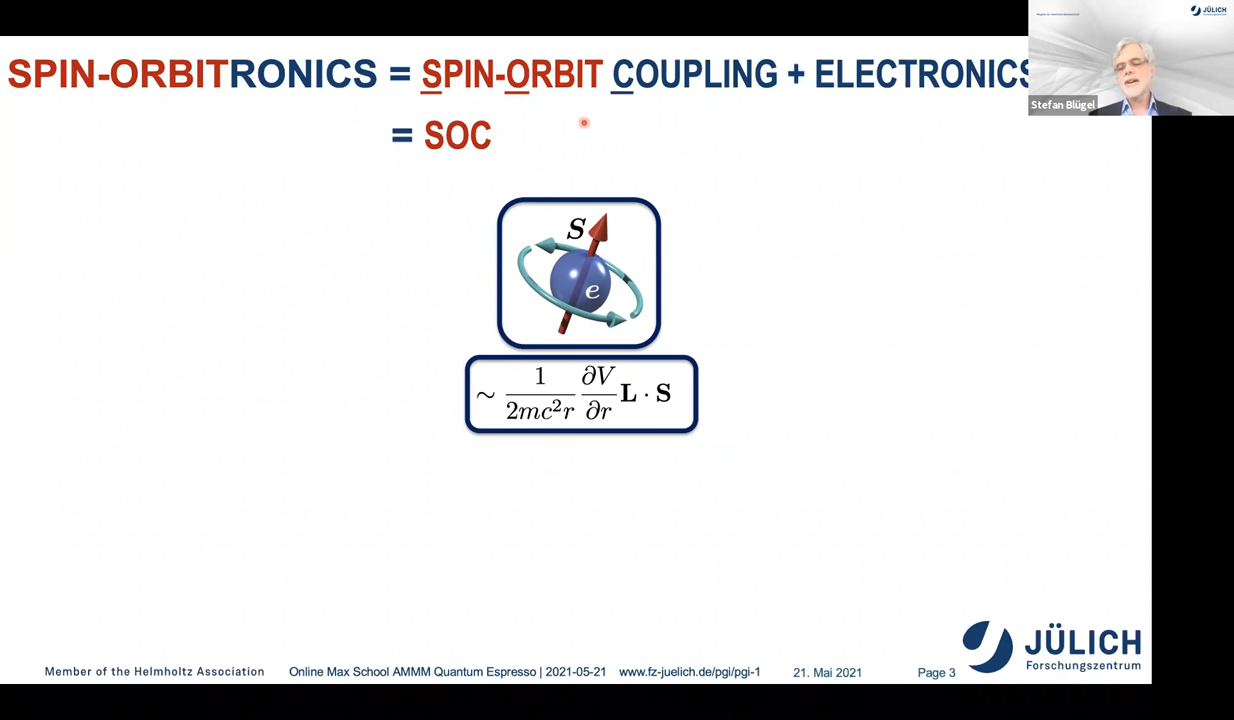 SPIN-ORBITRONICS = SPIN-ORBIT COUPLING + ELECTRONICS
= SOC
JÜLICH
Forschungszentrum
Stefan Blügel
S
e
∼ 1/(2mc²r) ∂V/∂r L · S
JÜLICH
Forschungszentrum
Member of the Helmholtz Association Online Max School AMMM Quantum Espresso | 2021-05-21 www.fz-juelich.de/pgi/pgi-1 21. Mai 2021 Page 3